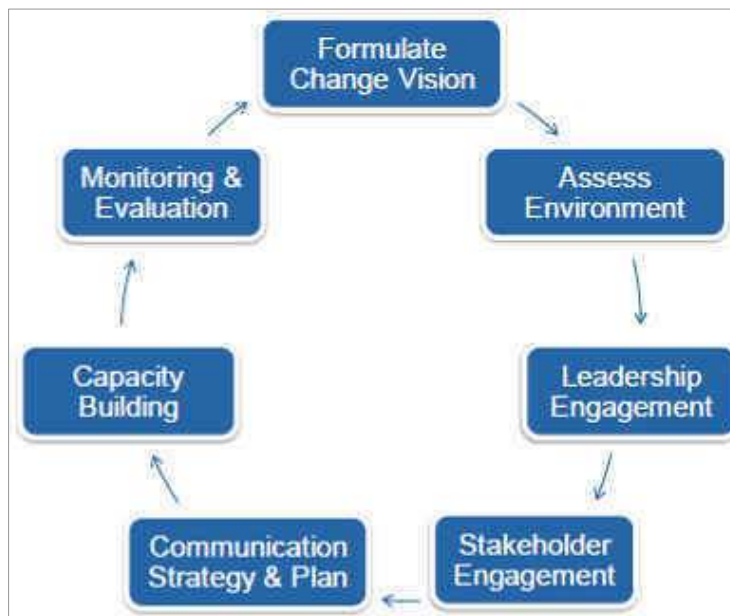 Formulate
Change Vision
Assess
Environment
Leadership
Engagement
Stakeholder
Engagement
Communication
Strategy & Plan
Capacity
Building
Monitoring &
Evaluation